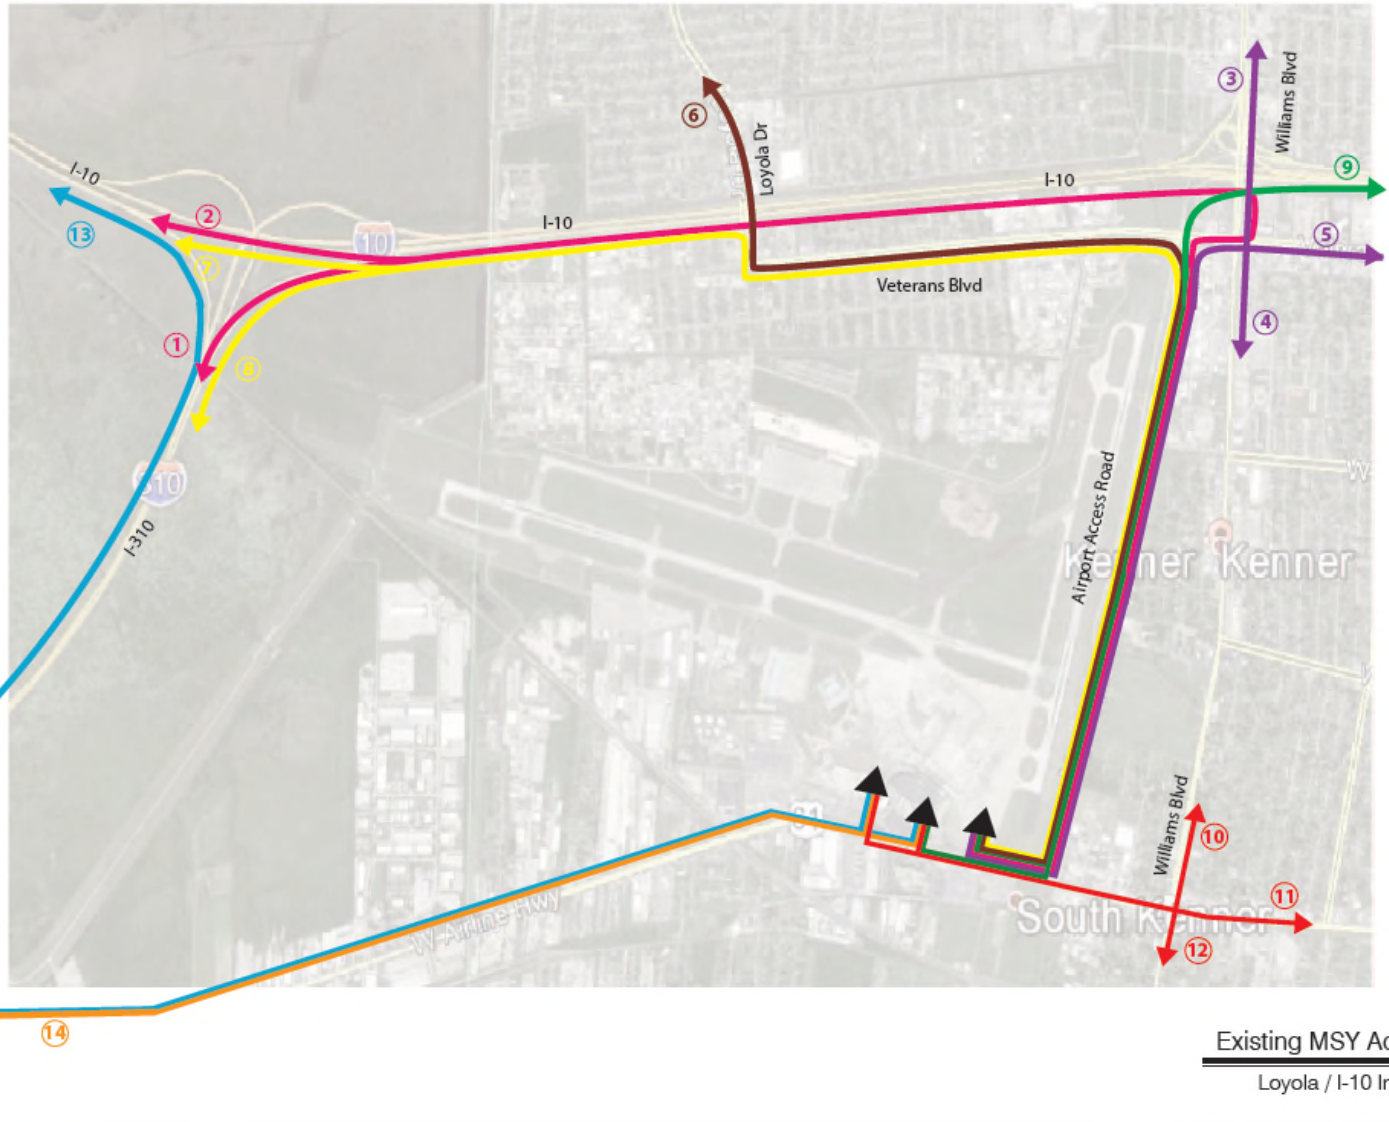 3
Williams Blvd
6
Loyola Dr
9
I-10
I-10
I-10
2
13
10
5
7
Veterans Blvd
4
1
8
310
Airport Access Road
I-310
Kenner Kenner
W Airline Hwy
Williams Blvd
10
11
South Kenner
12
14
Existing MSY Ac
Loyola / I-10 In